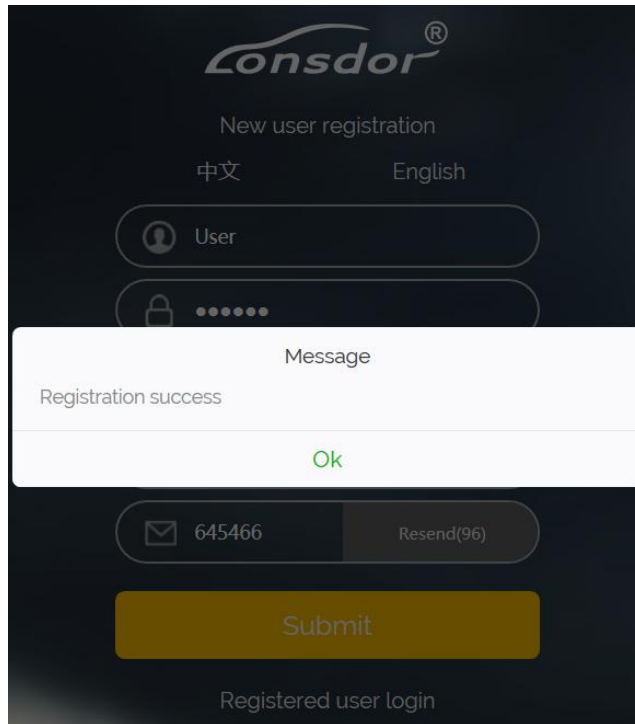 Lonsdor®
New user registration
中文 English
User
••••••
Message
Registration success
Ok
645466 Resend(96)
Submit
Registered user login